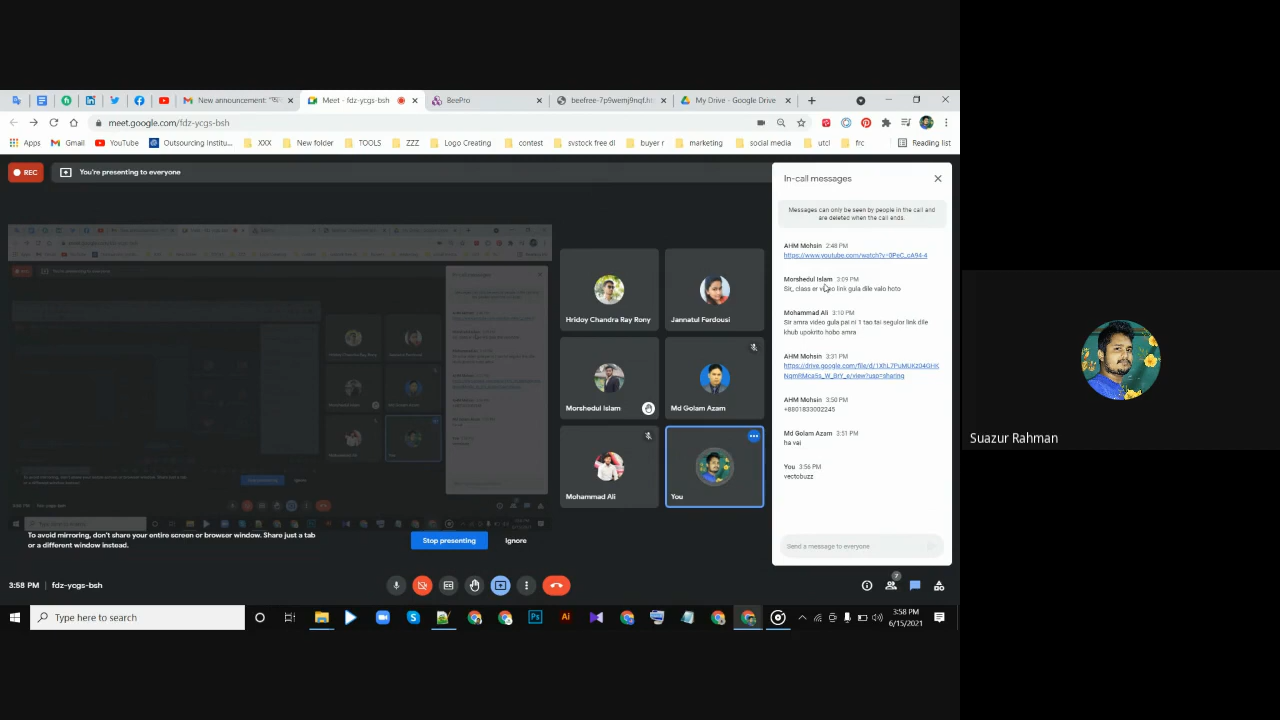 New announcement: "অ
Meet - fdz-ycgs-bsh
BeePro
beefree-7p9wemj9nqf.ht
My Drive - Google Drive
meet.google.com/fdz-ycgs-bsh
Apps
Gmail
YouTube
Outsourcing Institu...
XXX
New folder
TOOLS
ZZZ
Logo Creating
contest
svstock free dl
buyer r
marketing
social media
utcl
frc
Reading list
REC
You're presenting to everyone
In-call messages
Messages can only be seen by people in the call and
are deleted when the call ends.
AHM Mohsin 2:48 PM
Morshedul Islam 3:09 PM
Sir, class er video link gula dile valo hoto
Mohammad Ali 3:10 PM
Sir amra video gula pai ni 1 tao tai segulor link dile
khub upokrito hobo amra
AHM Mohsin 3:31 PM
AHM Mohsin 3:50 PM
+8801833002245
Md Golam Azam 3:51 PM
ha vai
You 3:56 PM
vectobuzz
Send a message to everyone
Hridoy Chandra Ray Rony
Jannatul Ferdousi
Morshedul Islam
Md Golam Azam
Mohammad Ali
You
To avoid mirroring, don't share your entire screen or browser window. Share just a tab
or a different window instead.
Stop presenting
Ignore
3:58 PM | fdz-ycgs-bsh
7
Type here to search
Ps
Ai
3:58 PM
6/15/2021
Suazur Rahman